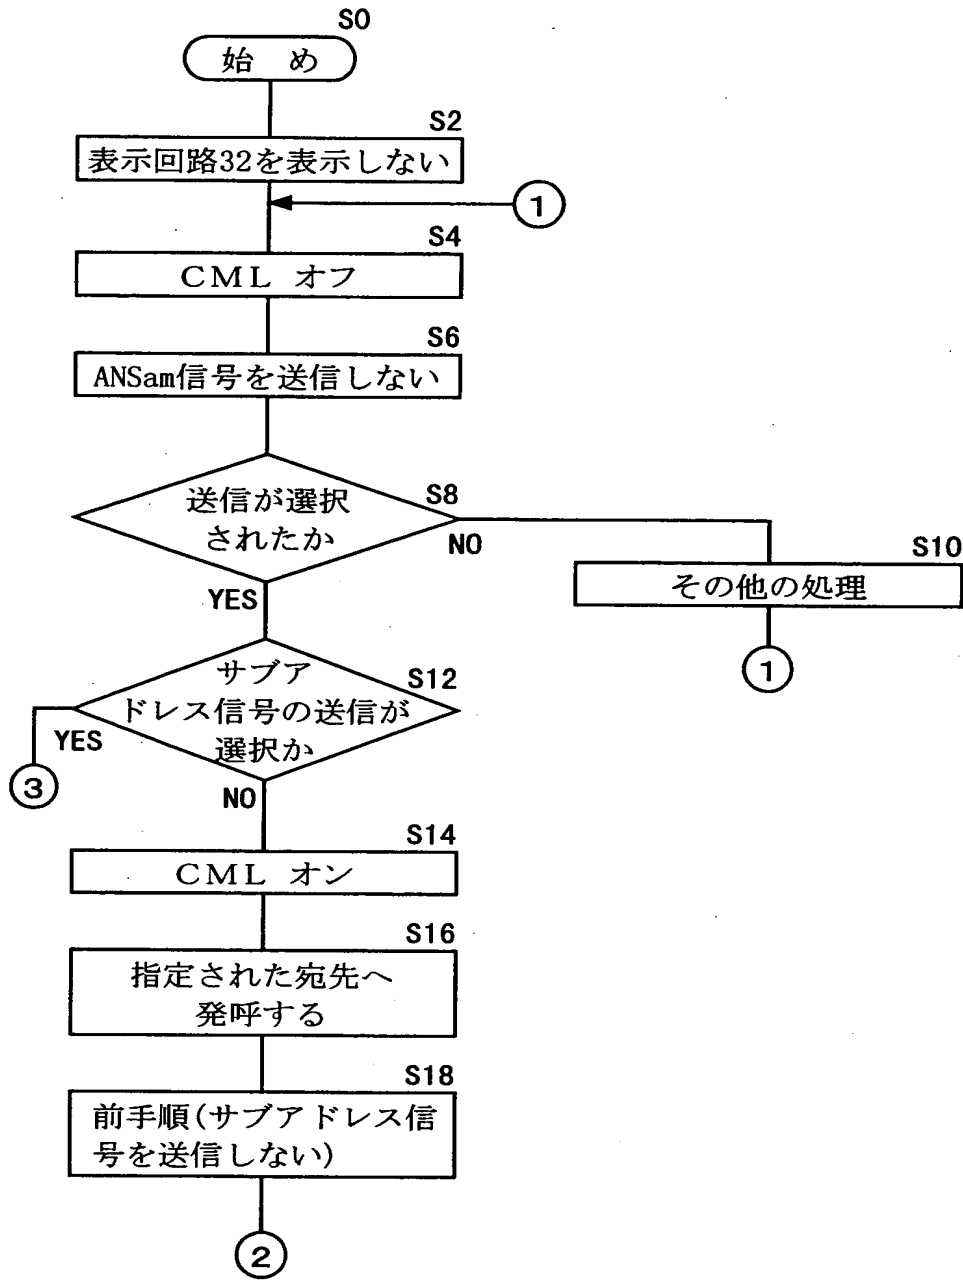 S0
始 め
S2
表示回路32を表示しない
1
S4
CML オフ
S6
ANSam信号を送信しない
S8
送信が選択
されたか
NO
YES
S10
その他の処理
1
S12
サブア
ドレス信号の送信が
選択か
YES
3
NO
S14
CML オン
S16
指定された宛先へ
発呼する
S18
前手順(サブアドレス信
号を送信しない)
2